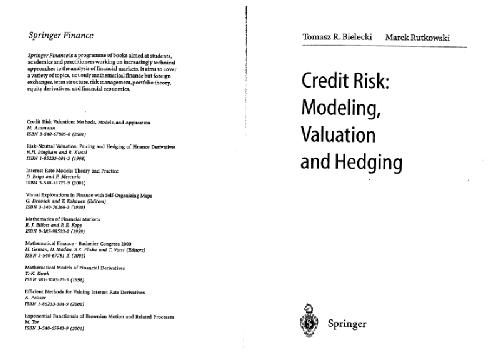 Springer Finance
Springer Finance is a programme of books aimed at students,
academics and practitioners working on increasingly technical
approaches to the analysis of financial markets. It aims to cover
a variety of topics, not only mathematical finance but foreign
exchanges, term structure, risk management, portfolio theory,
equity derivatives, and financial economics.
Credit Risk Valuation: Methods, Models, and Applications
M. Ammann
Risk-Neutral Valuation: Pricing and Hedging of Finance Derivatives
N.H. Bingham and R. Kiesel
Interest Rate Models Theory and Practice
D. Brigo and F. Mercurio
Visual Explorations in Finance with Self-Organizing Maps
G. Deboeck and T. Kohonen (Editors)
Mathematics of Financial Markets
R. J. Elliott and P. E. Kopp
Mathematical Finance - Bachelier Congress 2000
H. Geman, D. Madan, S.R. Pliska and T. Vorst (Editors)
Mathematical Models of Financial Derivatives
Y.-K. Kwok
Efficient Methods for Valuing Interest Rate Derivatives
A. Pelsser
Exponential Functionals of Brownian Motion and Related Processes
M. Yor
Tomasz R. Bielecki Marek Rutkowski
Credit Risk:
Modeling,
Valuation
and Hedging
Springer